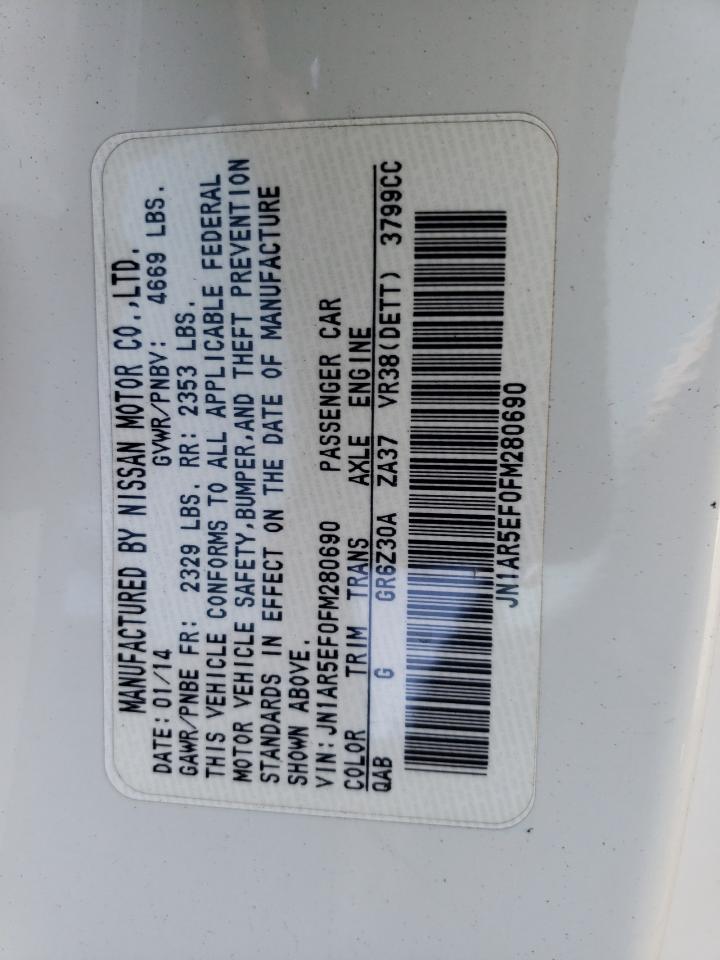 MANUFACTURED BY NISSAN MOTOR CO.,LTD.
DATE:01/14 GVWR/PNBV: 4669 LBS.
GAWR/PNBE FR: 2329 LBS. RR: 2353 LBS.
THIS VEHICLE CONFORMS TO ALL APPLICABLE FEDERAL
MOTOR VEHICLE SAFETY,BUMPER,AND THEFT PREVENTION
STANDARDS IN EFFECT ON THE DATE OF MANUFACTURE
SHOWN ABOVE.
VIN:JN1AR5EF0FM280690 PASSENGER CAR
COLOR TRIM TRANS AXLE ENGINE
QAB G GR6Z30A ZA37 VR38(DETT) 3799CC
JN1AR5EF0FM280690